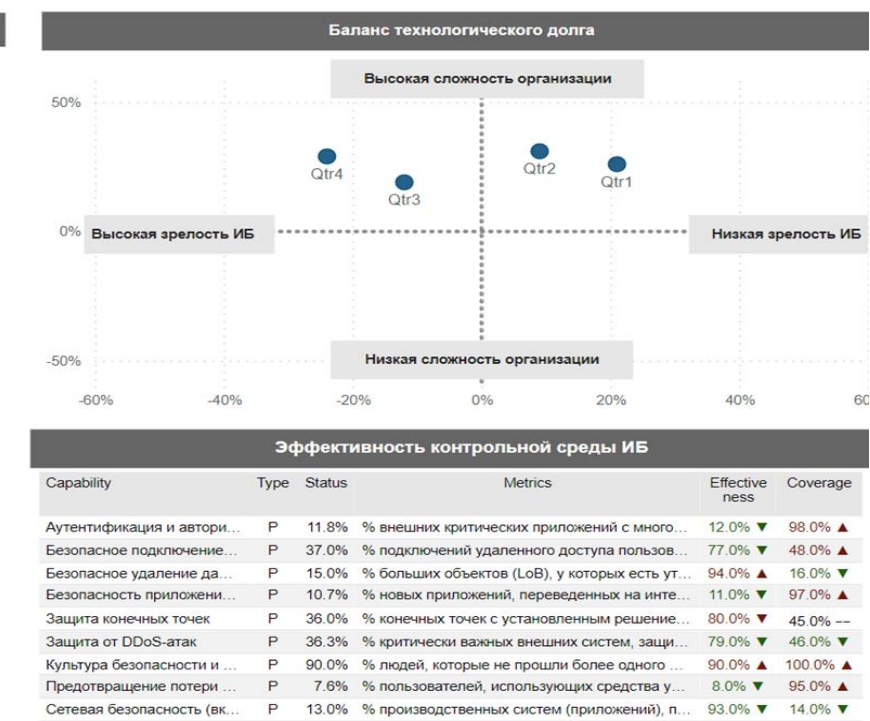 Баланс технологического долга
Высокая сложность организации
50%
Qtr4
Qtr3
Qtr2
Qtr1
0%
Высокая зрелость ИБ
Низкая зрелость ИБ
-50%
Низкая сложность организации
-60% -40% -20% 0% 20% 40% 60
Эффективность контрольной среды ИБ
Capability Type Status Metrics Effective Coverage
ness
Аутентификация и автори... P 11.8% % внешних критических приложений с много... 12.0% ▼ 98.0% ▲
Безопасное подключение... P 37.0% % подключений удаленного доступа пользов... 77.0% ▼ 48.0% ▲
Безопасное удаление да... P 15.0% % больших объектов (LoB), у которых есть ут... 94.0% ▲ 16.0% ▼
Безопасность приложени... P 10.7% % новых приложений, переведенных на инте... 11.0% ▼ 97.0% ▲
Защита конечных точек P 36.0% % конечных точек с установленным решение... 80.0% ▼ 45.0% --
Защита от DDoS-атак P 36.3% % критически важных внешних систем, защи... 79.0% ▼ 46.0% ▼
Культура безопасности и ... P 90.0% % людей, которые не прошли более одного ... 90.0% ▲ 100.0% ▲
Предотвращение потери ... P 7.6% % пользователей, использующих средства у... 8.0% ▼ 95.0% ▲
Сетевая безопасность (вк... P 13.0% % производственных систем (приложений), п... 93.0% ▼ 14.0% ▼